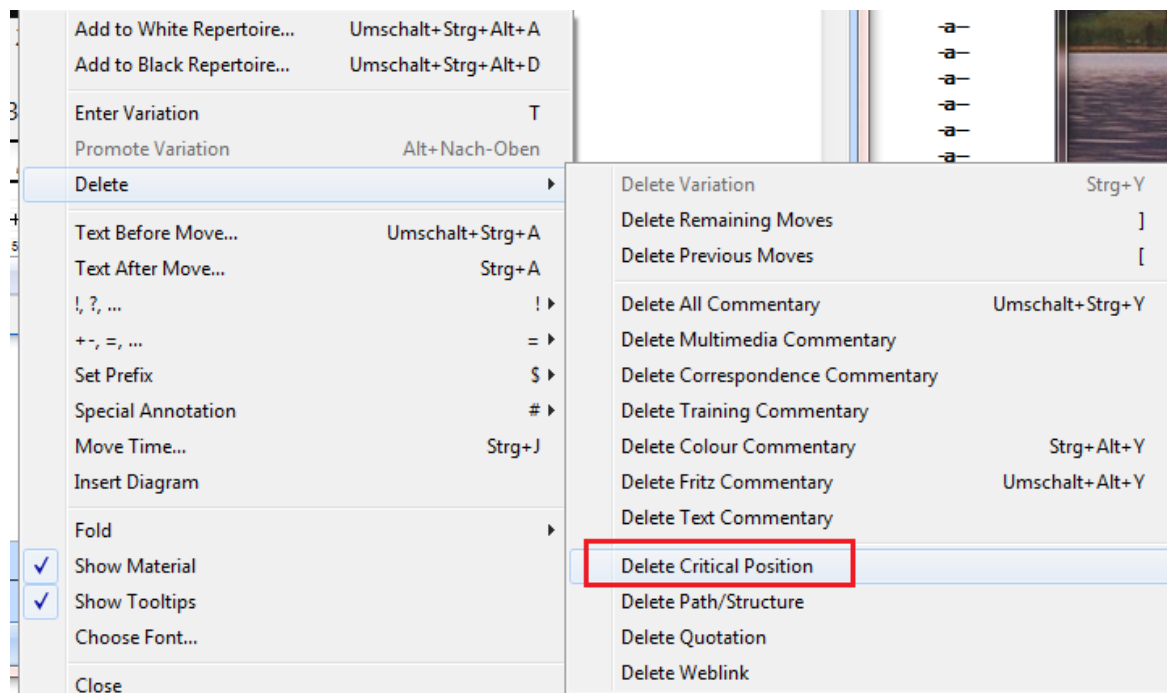 Add to White Repertoire... Umschalt+Strg+Alt+A
Add to Black Repertoire... Umschalt+Strg+Alt+D
Enter Variation T
Promote Variation Alt+Nach-Oben
Delete
Text Before Move... Umschalt+Strg+A
Text After Move... Strg+A
!, ?, ... !
+-, =, ... =
Set Prefix $
Special Annotation #
Move Time... Strg+J
Insert Diagram
Fold
Show Material
Show Tooltips
Choose Font...
Close
-a-
-a-
-a-
-a-
-a-
-a-
Delete Variation Strg+Y
Delete Remaining Moves ]
Delete Previous Moves [
Delete All Commentary Umschalt+Strg+Y
Delete Multimedia Commentary
Delete Correspondence Commentary
Delete Training Commentary
Delete Colour Commentary Strg+Alt+Y
Delete Fritz Commentary Umschalt+Alt+Y
Delete Text Commentary
Delete Critical Position
Delete Path/Structure
Delete Quotation
Delete Weblink